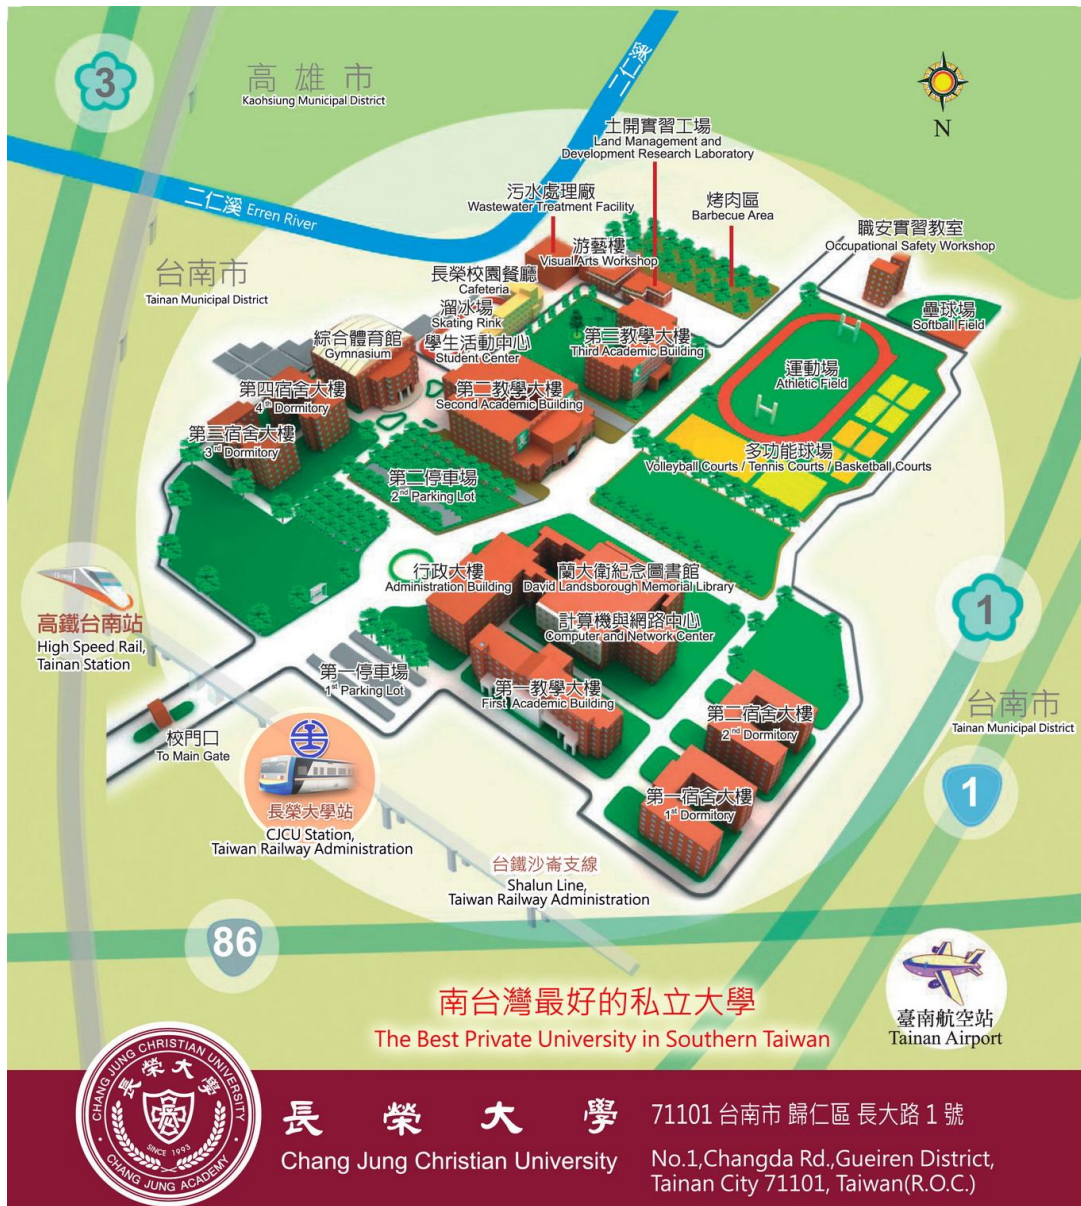 3
高雄市
Kaohsiung Municipal District
二仁溪
N
土開實習工場
Land Management and
Development Research Laboratory
二仁溪 Erren River
污水處理廠
Wastewater Treatment Facility
烤肉區
Barbecue Area
職安實習教室
Occupational Safety Workshop
游藝樓
Visual Arts Workshop
台南市
Tainan Municipal District
長榮校園餐廳
Cafeteria
溜冰場
Skating Rink
壘球場
Softball Field
綜合體育館
Gymnasium
學生活動中心
Student Center
第三教學大樓
Third Academic Building
運動場
Athletic Field
第四宿舍大樓
4th Dormitory
第二教學大樓
Second Academic Building
第三宿舍大樓
3rd Dormitory
多功能球場
Volleyball Courts / Tennis Courts / Basketball Courts
第二停車場
2nd Parking Lot
行政大樓
Administration Building
蘭大衛紀念圖書館
David Landsborough Memorial Library
計算機與網路中心
Computer and Network Center
高鐵台南站
High Speed Rail,
Tainan Station
1
第一停車場
1st Parking Lot
第一教學大樓
First Academic Building
台南市
Tainan Municipal District
第二宿舍大樓
2nd Dormitory
校門口
To Main Gate
1
第一宿舍大樓
1st Dormitory
長榮大學站
CJCU Station,
Taiwan Railway Administration
台鐵沙崙支線
Shalun Line,
Taiwan Railway Administration
86
南台灣最好的私立大學
The Best Private University in Southern Taiwan
臺南航空站
Tainan Airport
CHANG JUNG CHRISTIAN UNIVERSITY
長榮大學
SINCE 1993
CHANG JUNG ACADEMY
長榮大學
Chang Jung Christian University
71101 台南市 歸仁區 長大路 1 號
No.1,Changda Rd.,Gueiren District,
Tainan City 71101, Taiwan(R.O.C.)